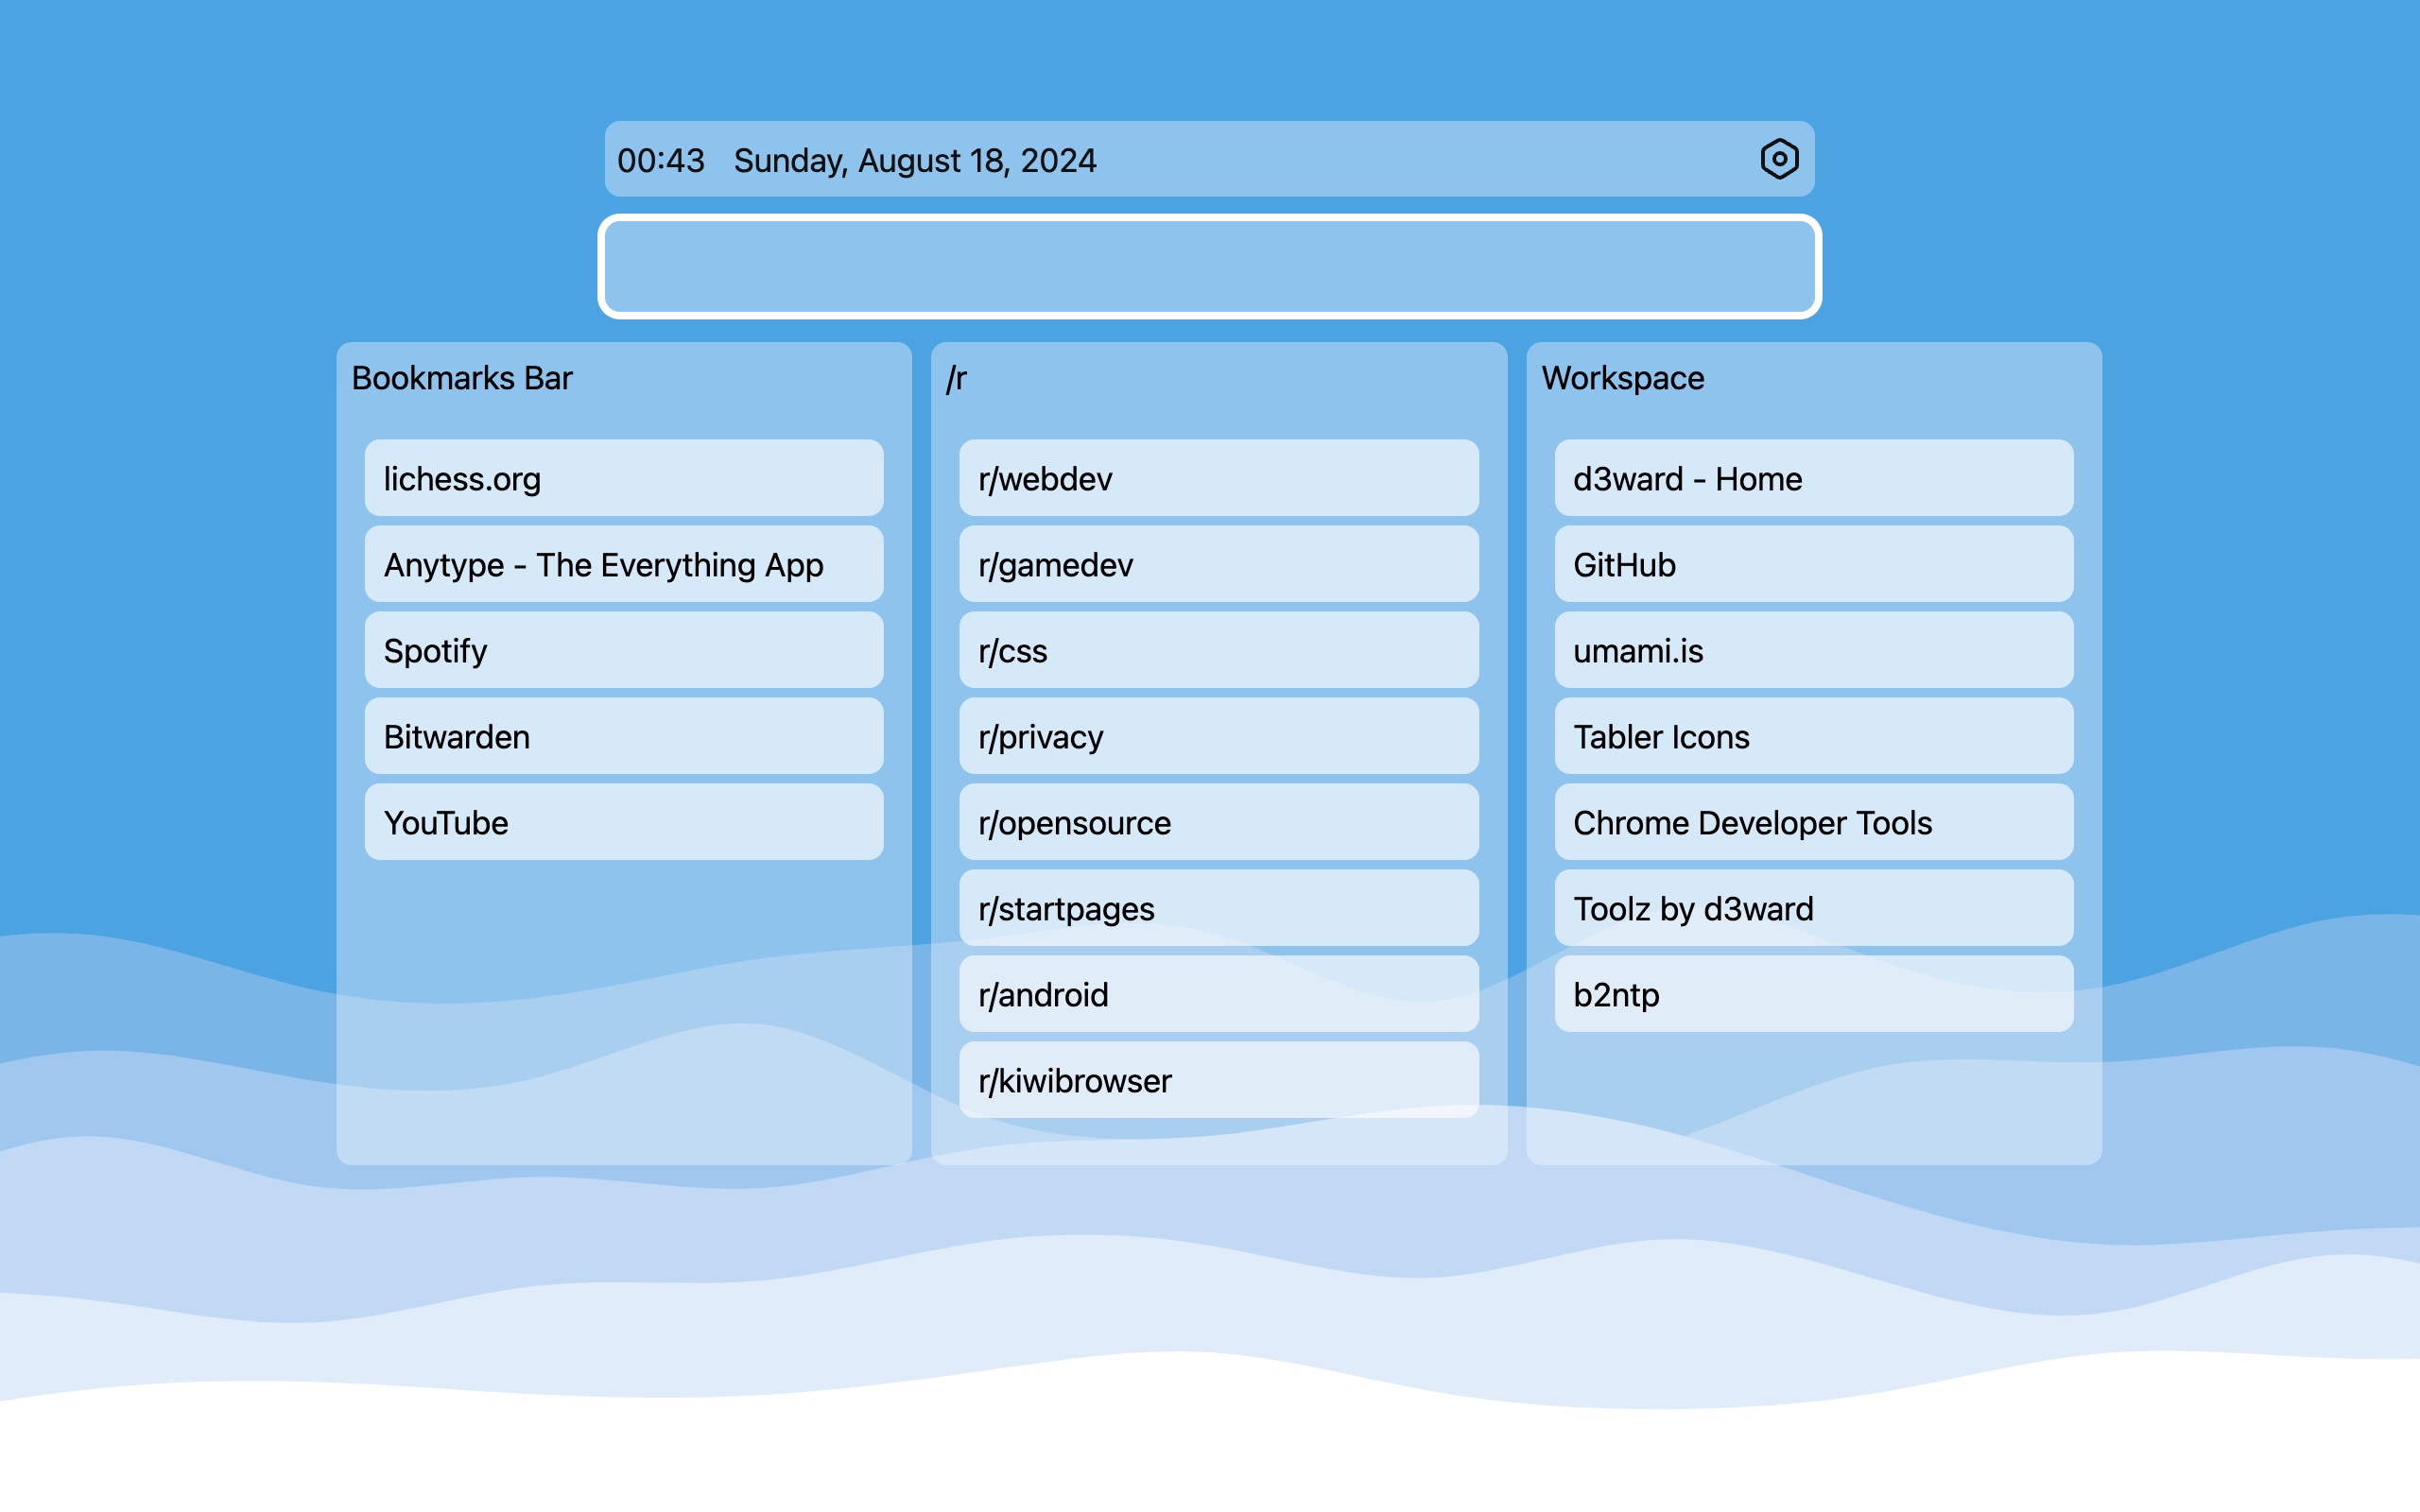 00:43 Sunday, August 18, 2024
Bookmarks Bar
lichess.org
Anytype - The Everything App
Spotify
Bitwarden
YouTube
/r
r/webdev
r/gamedev
r/css
r/privacy
r/opensource
r/startpages
r/android
r/kiwibrowser
Workspace
d3ward - Home
GitHub
umami.is
Tabler Icons
Chrome Developer Tools
Toolz by d3ward
b2ntp